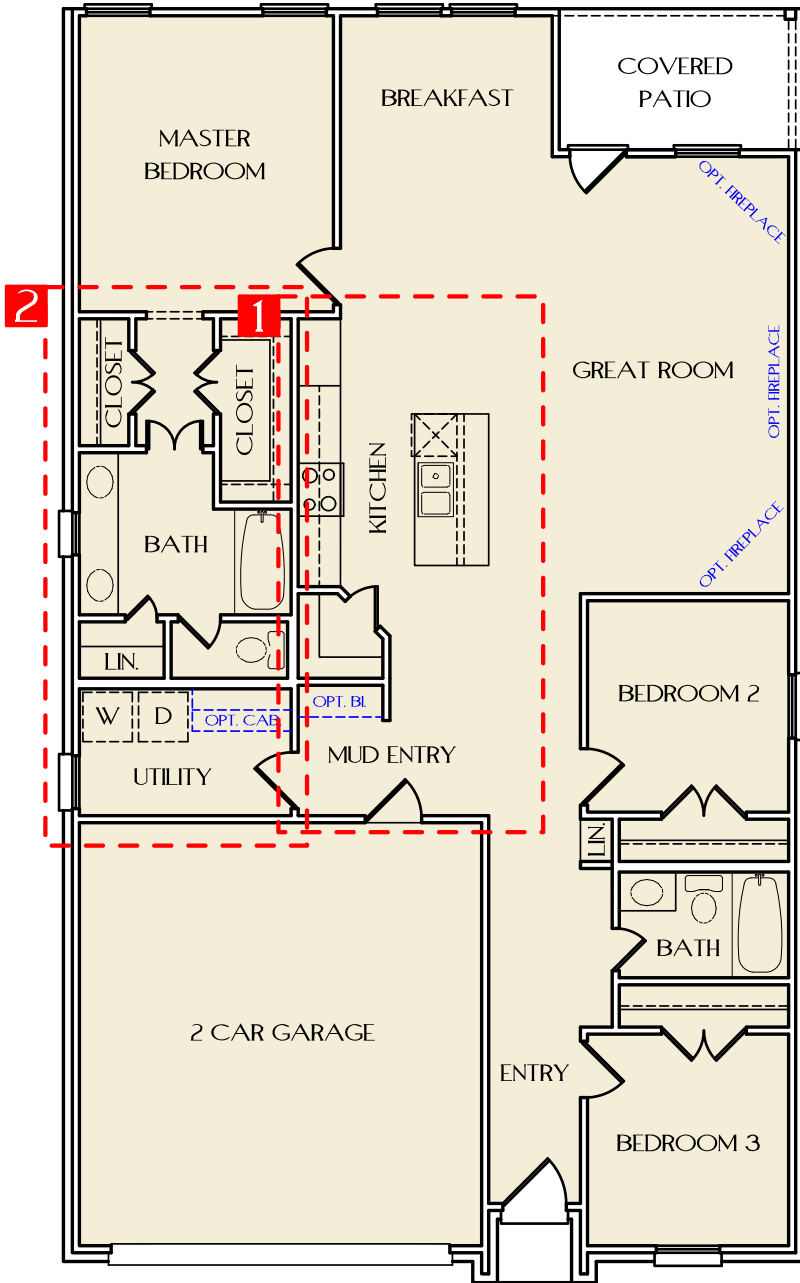 COVERED
PATIO
BREAKFAST
MASTER
BEDROOM
OPT. FIREPLACE
2
1
CLOSET
CLOSET
GREAT ROOM
OPT. FIREPLACE
KITCHEN
BATH
OPT. FIREPLACE
LIN.
W
D
OPT. CAB.
OPT. B.I.
BEDROOM 2
MUD ENTRY
UTILITY
LIN.
BATH
2 CAR GARAGE
ENTRY
BEDROOM 3